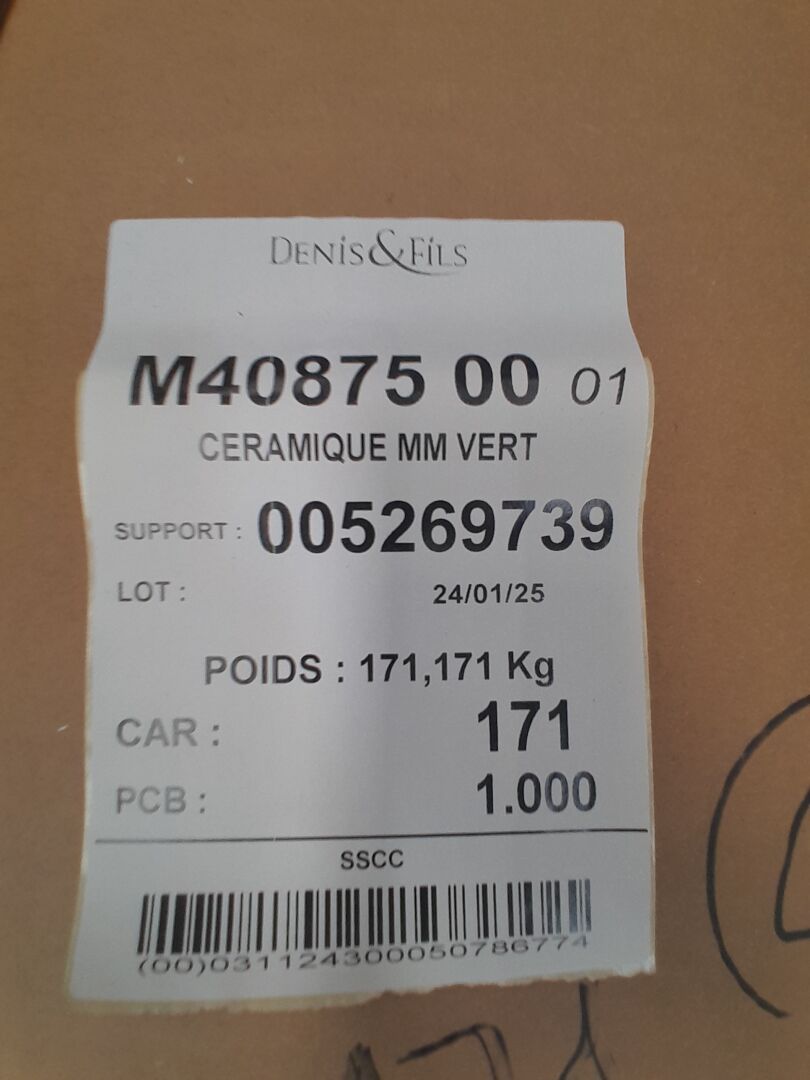 DENIS&FILS
M40875 00 01
CERAMIQUE MM VERT
SUPPORT : 005269739
LOT : 24/01/25
POIDS : 171,171 Kg
CAR : 171
PCB : 1.000
SSCC
(00)031124300050786774